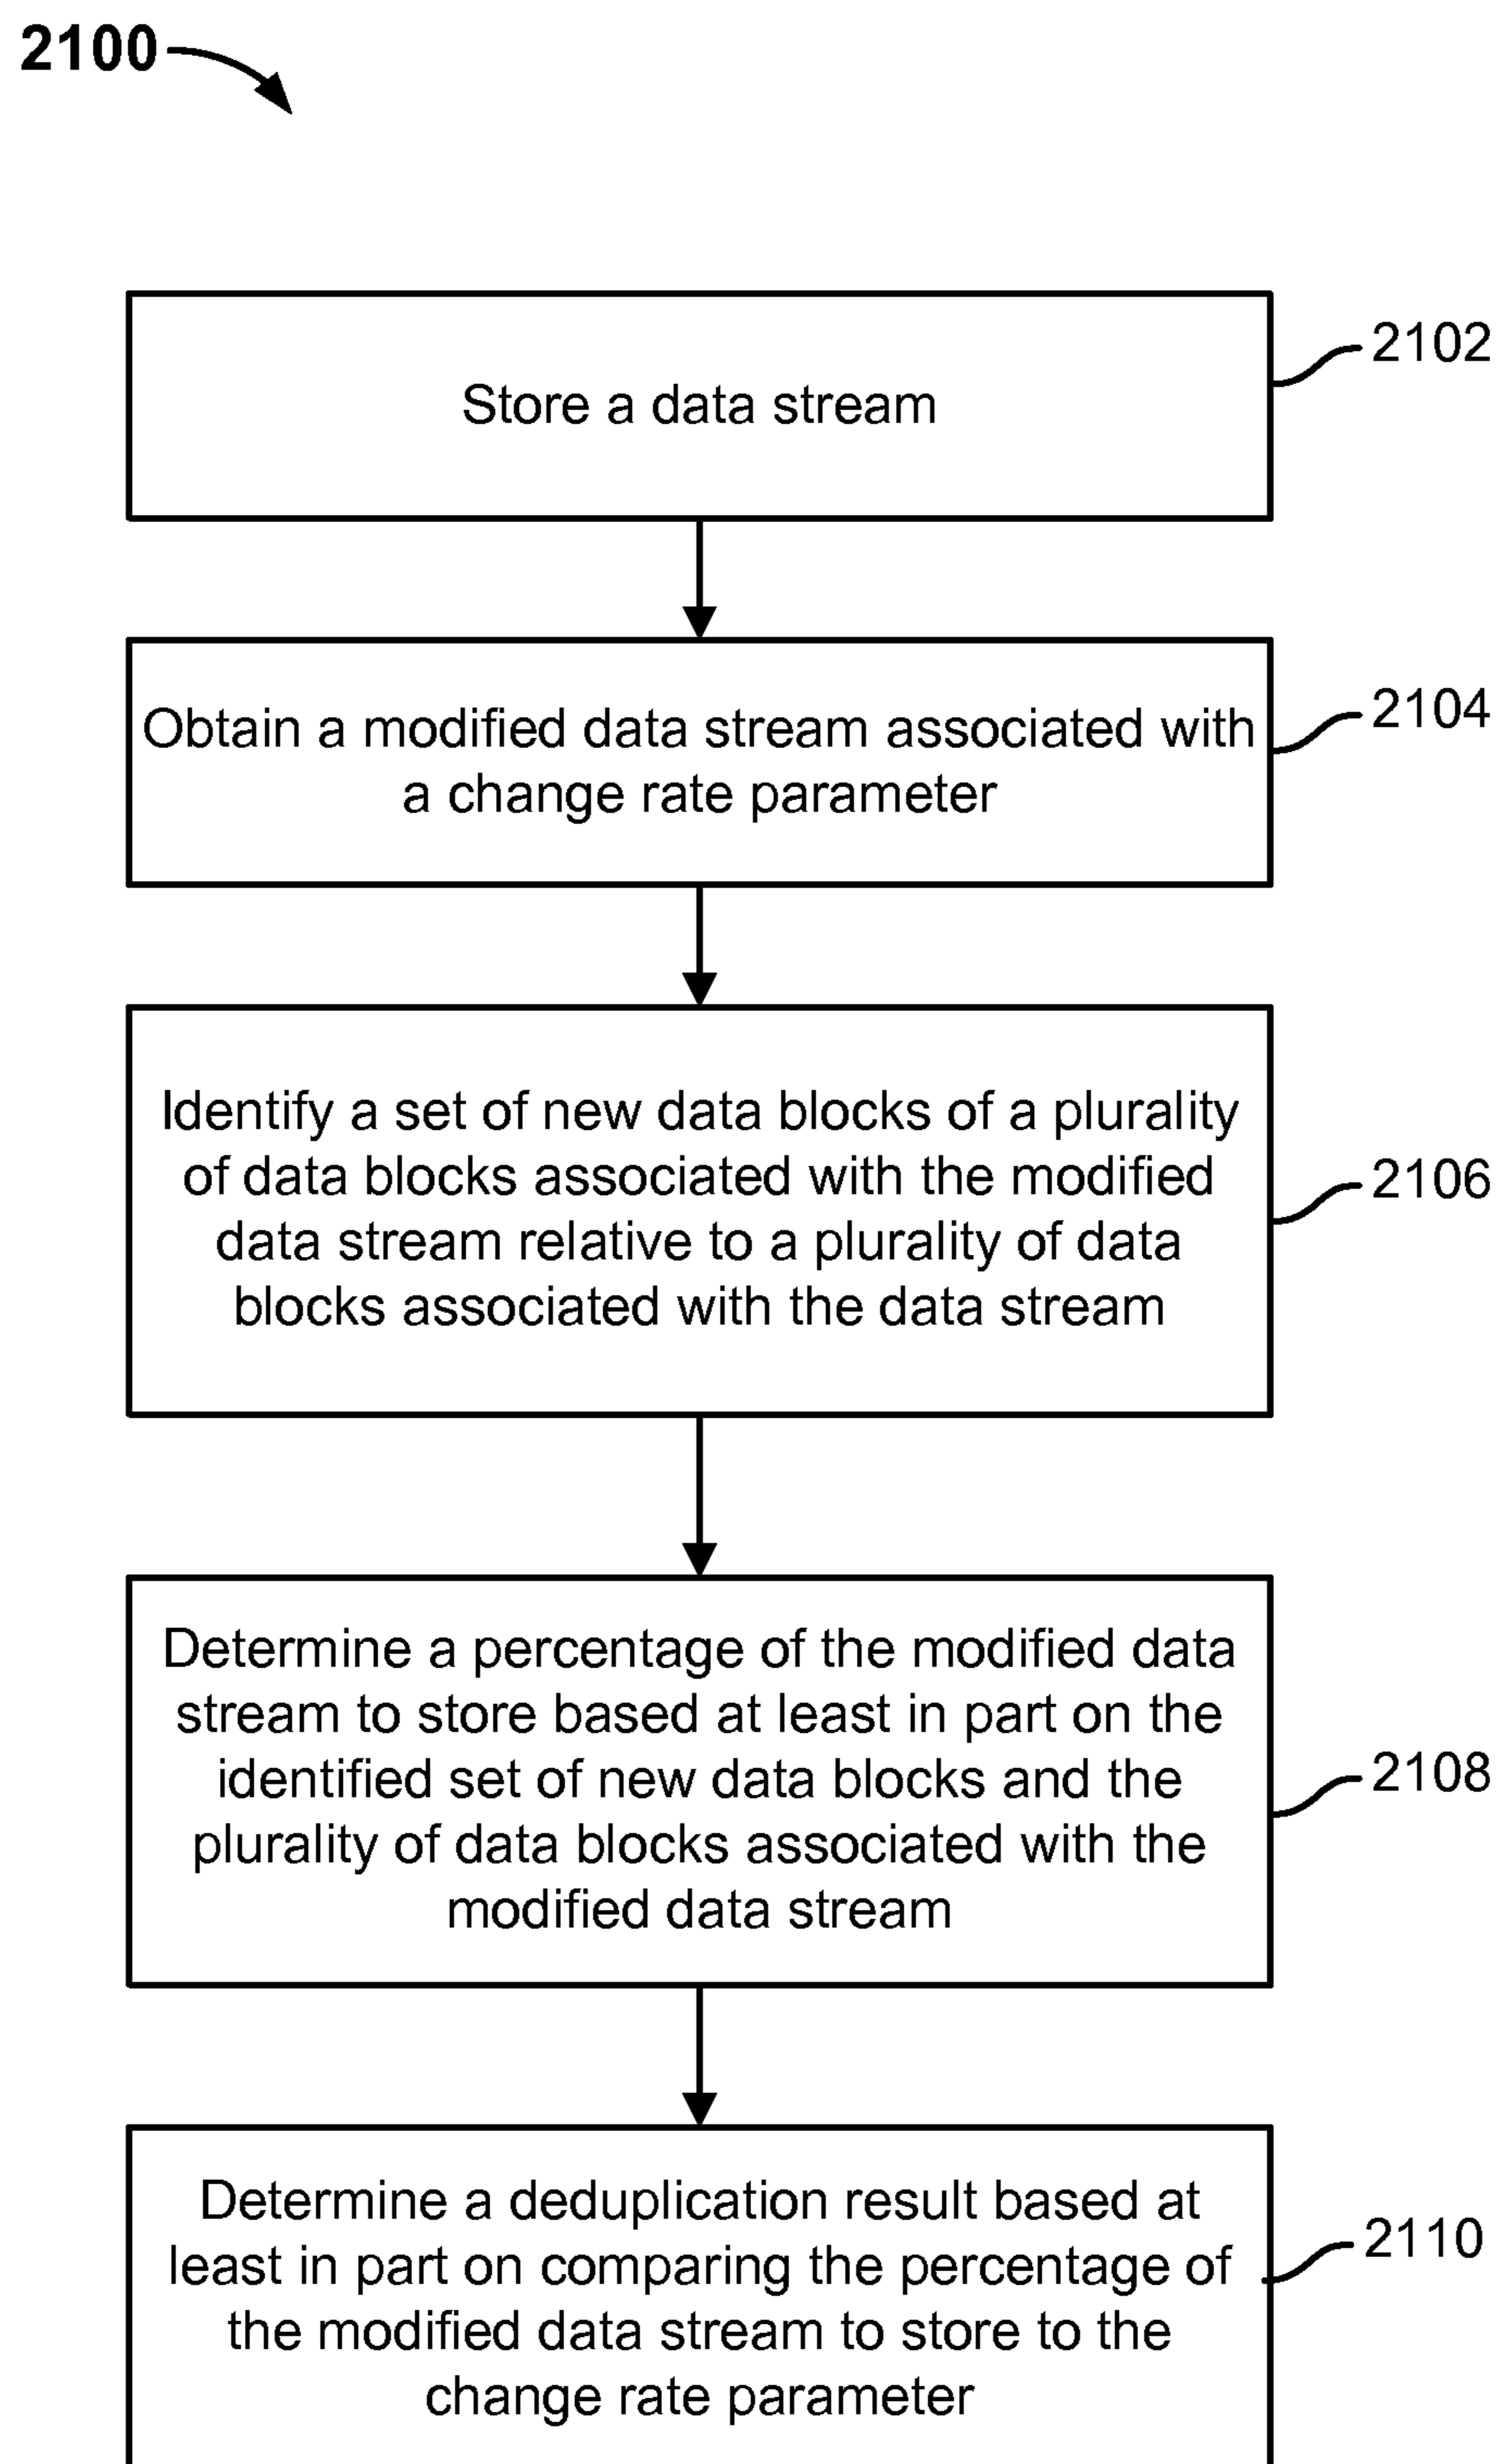 2100
Store a data stream
2102
Obtain a modified data stream associated with
a change rate parameter
2104
Identify a set of new data blocks of a plurality
of data blocks associated with the modified
data stream relative to a plurality of data
blocks associated with the data stream
2106
Determine a percentage of the modified data
stream to store based at least in part on the
identified set of new data blocks and the
plurality of data blocks associated with the
modified data stream
2108
Determine a deduplication result based at
least in part on comparing the percentage of
the modified data stream to store to the
change rate parameter
2110